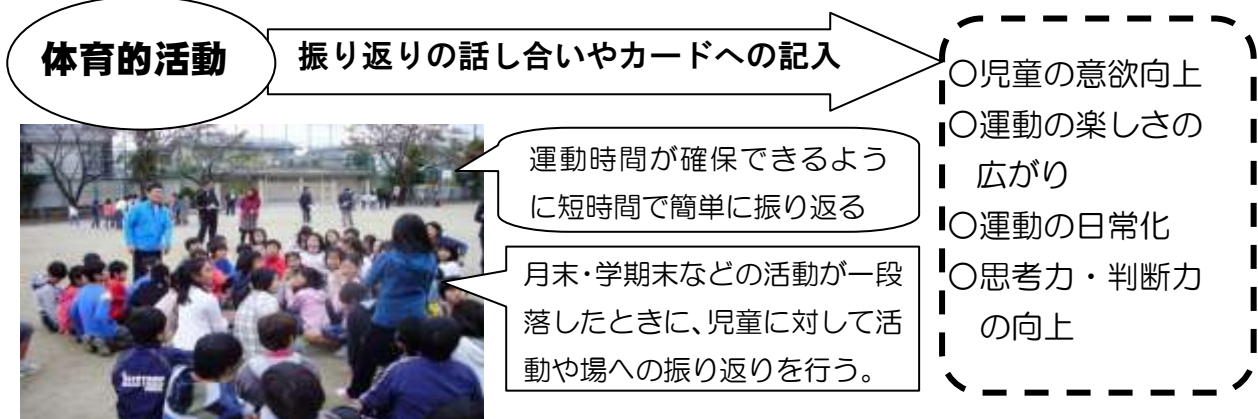 体育的活動
振り返りの話し合いやカードへの記入
運動時間が確保できるよう
に短時間で簡単に振り返る
月末・学期末などの活動が一段
落したときに、児童に対して活
動や場への振り返りを行う。
〇児童の意欲向上
〇運動の楽しさの
広がり
〇運動の日常化
〇思考力・判断力
の向上